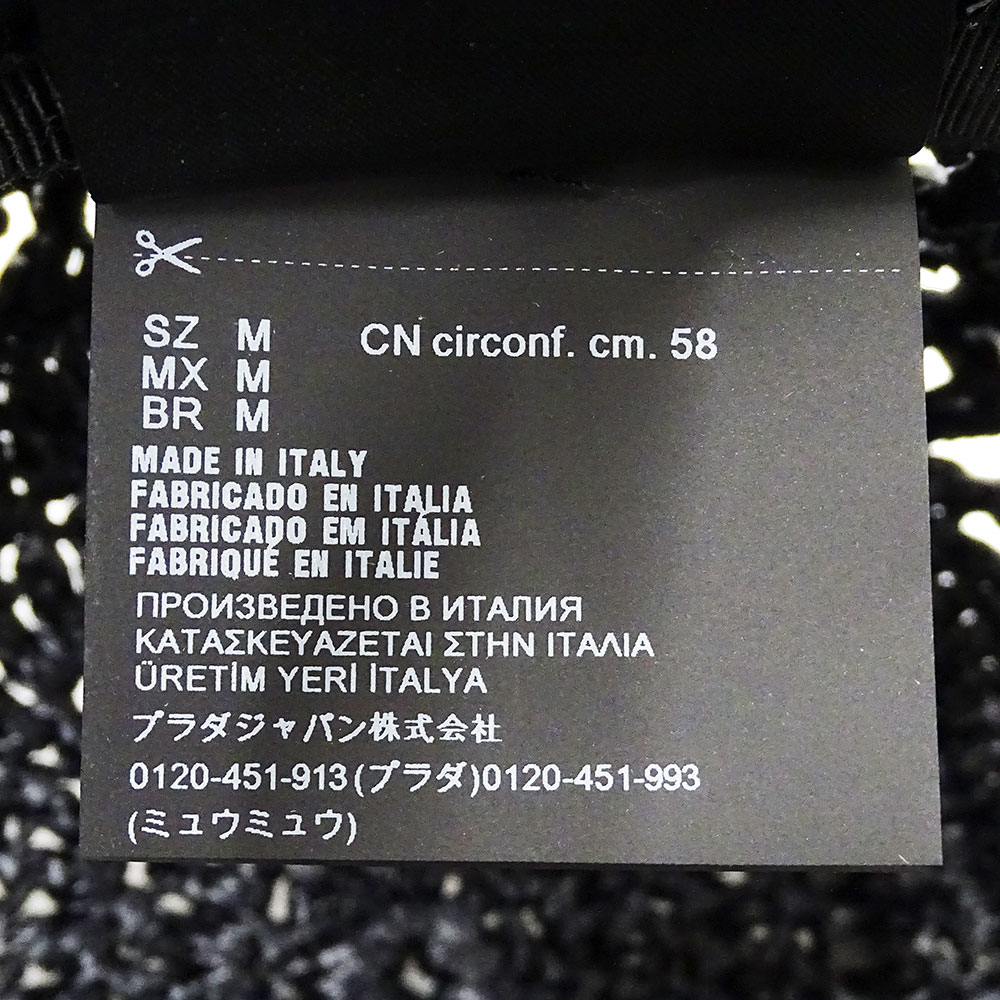 SZ M CN circonf. cm. 58
MX M
BR M
MADE IN ITALY
FABRICADO EN ITALIA
FABRICADO EM ITÁLIA
FABRIQUÉ EN ITALIE
ПРОИЗВЕДЕНО В ИТАЛИЯ
ΚΑΤΑΣΚΕΥΑΖΕΤΑΙ ΣΤΗΝ ΙΤΑΛΙΑ
ÜRETİM YERİ İTALYA
プラダジャパン株式会社
0120-451-913(プラダ)0120-451-993
(ミュウミュウ)